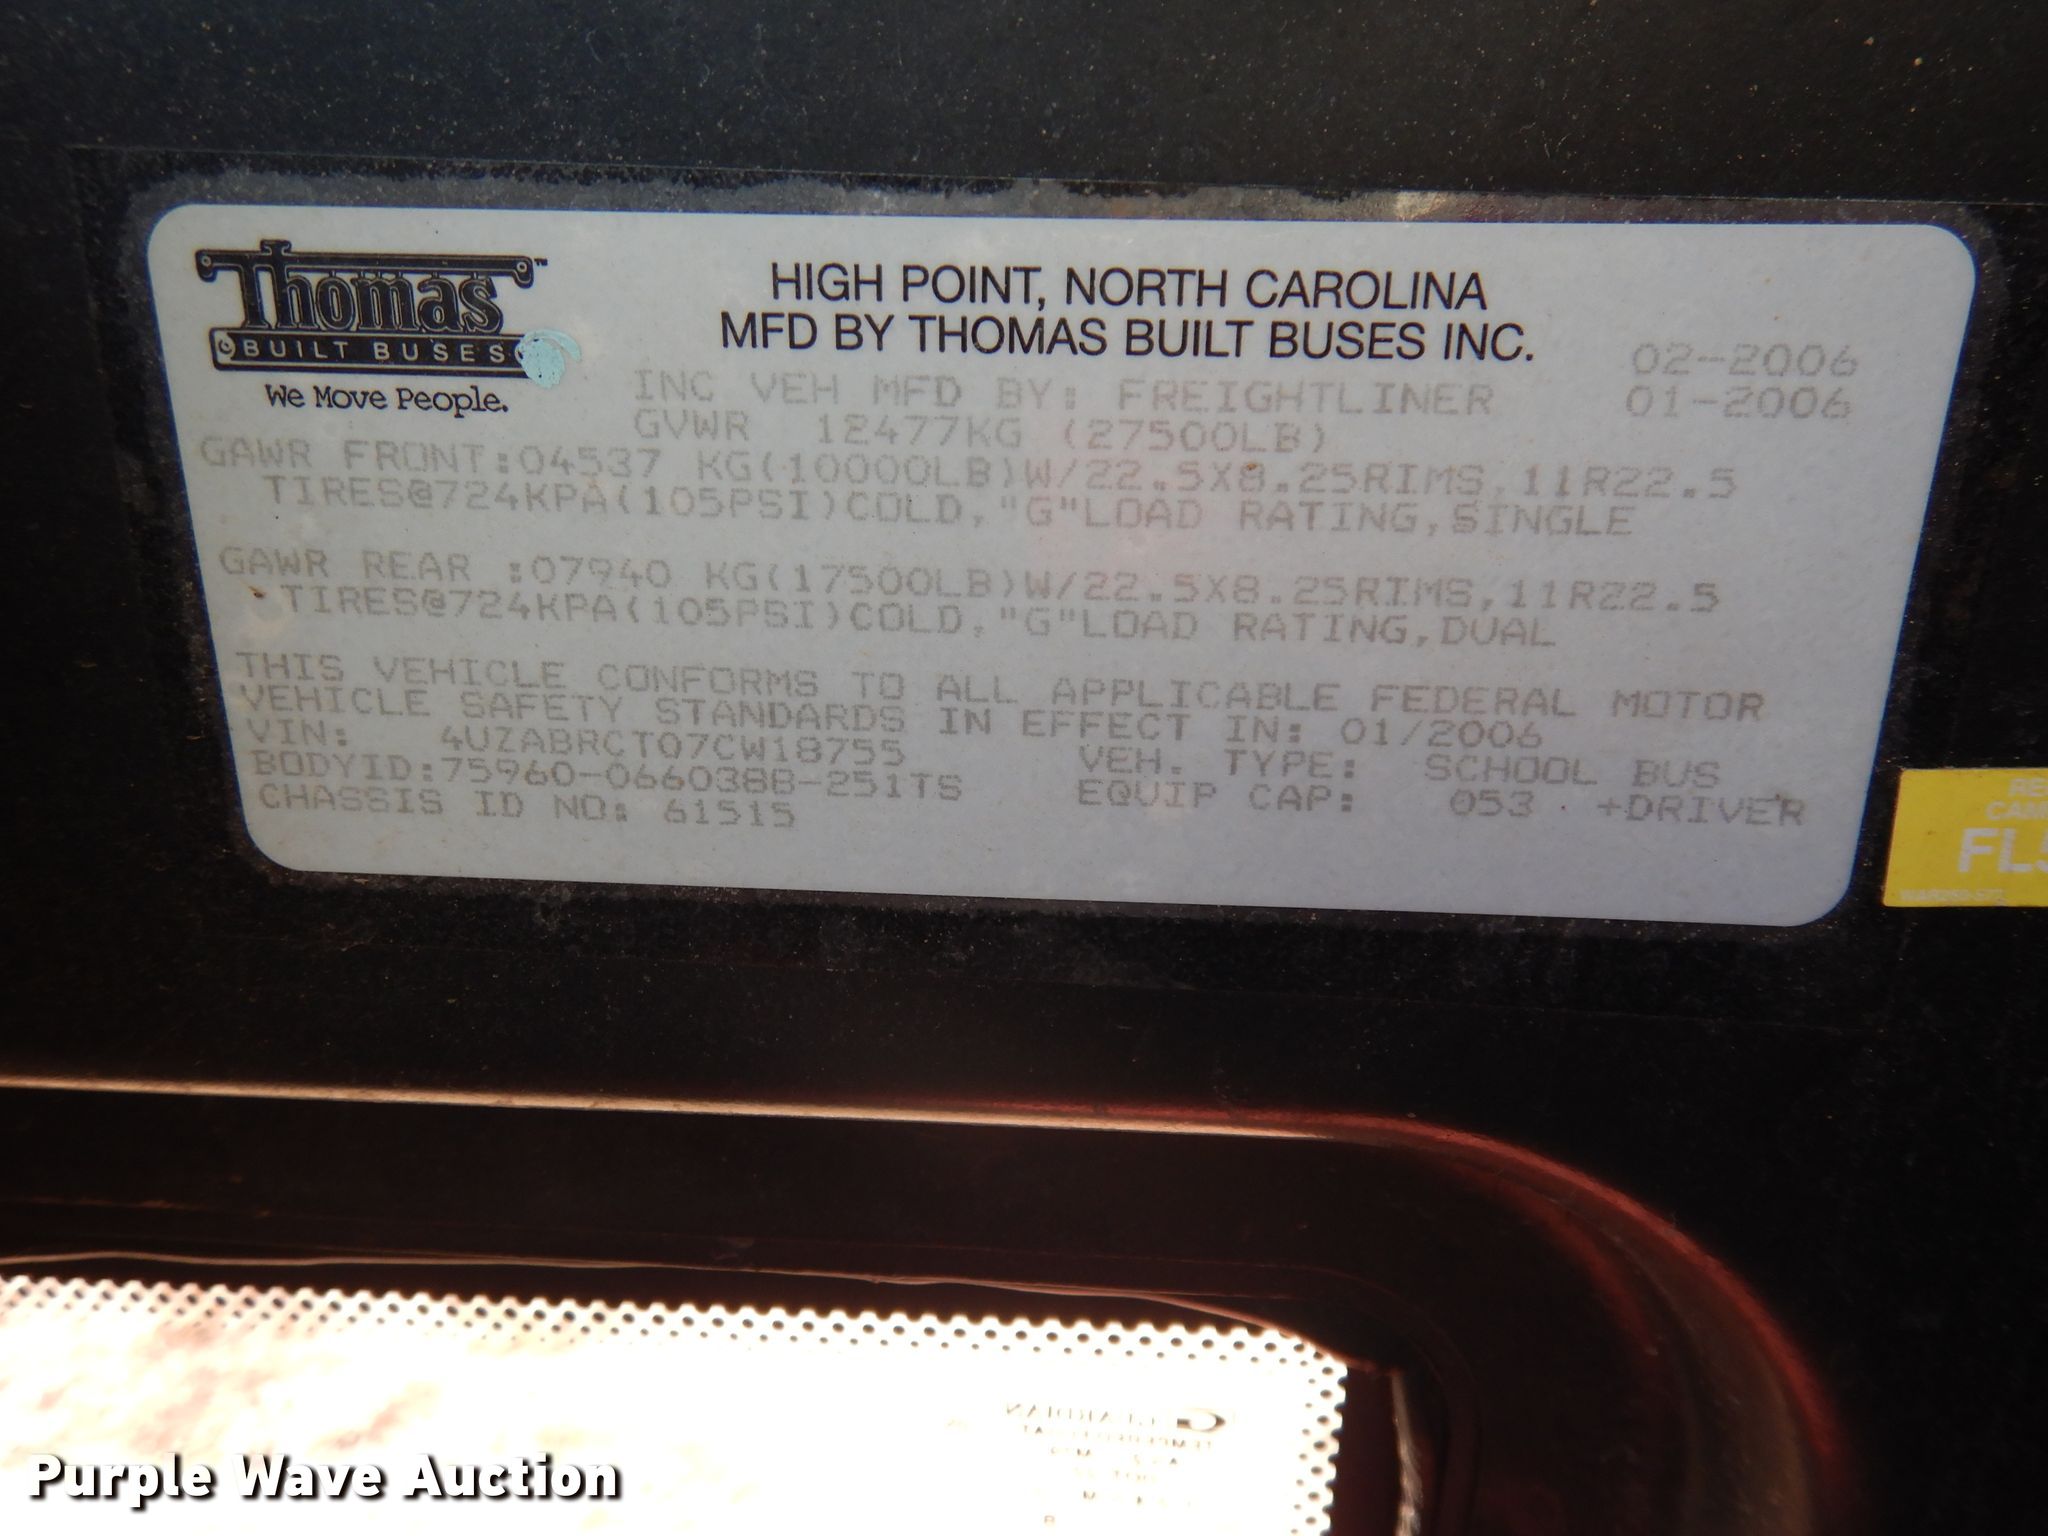 Thomas™
BUILT BUSES
We Move People.
HIGH POINT, NORTH CAROLINA
MFD BY THOMAS BUILT BUSES INC.
02-2006
INC VEH MFD BY: FREIGHTLINER 01-2006
GVWR 12477KG (27500LB)
GAWR FRONT:04537 KG(10000LB)W/22.5X8.25RIMS,11R22.5
TIRES@724KPA(105PSI)COLD,"G"LOAD RATING,SINGLE
GAWR REAR :07940 KG(17500LB)W/22.5X8.25RIMS,11R22.5
TIRES@724KPA(105PSI)COLD,"G"LOAD RATING,DUAL
THIS VEHICLE CONFORMS TO ALL APPLICABLE FEDERAL MOTOR
VEHICLE SAFETY STANDARDS IN EFFECT IN: 01/2006
VIN: 4UZABRCT07CW18755 VEH. TYPE: SCHOOL BUS
BODYID:75960-066038B-251TS EQUIP CAP: 053 +DRIVER
CHASSIS ID NO: 61515
FL5
GUARDIAN
Purple Wave Auction